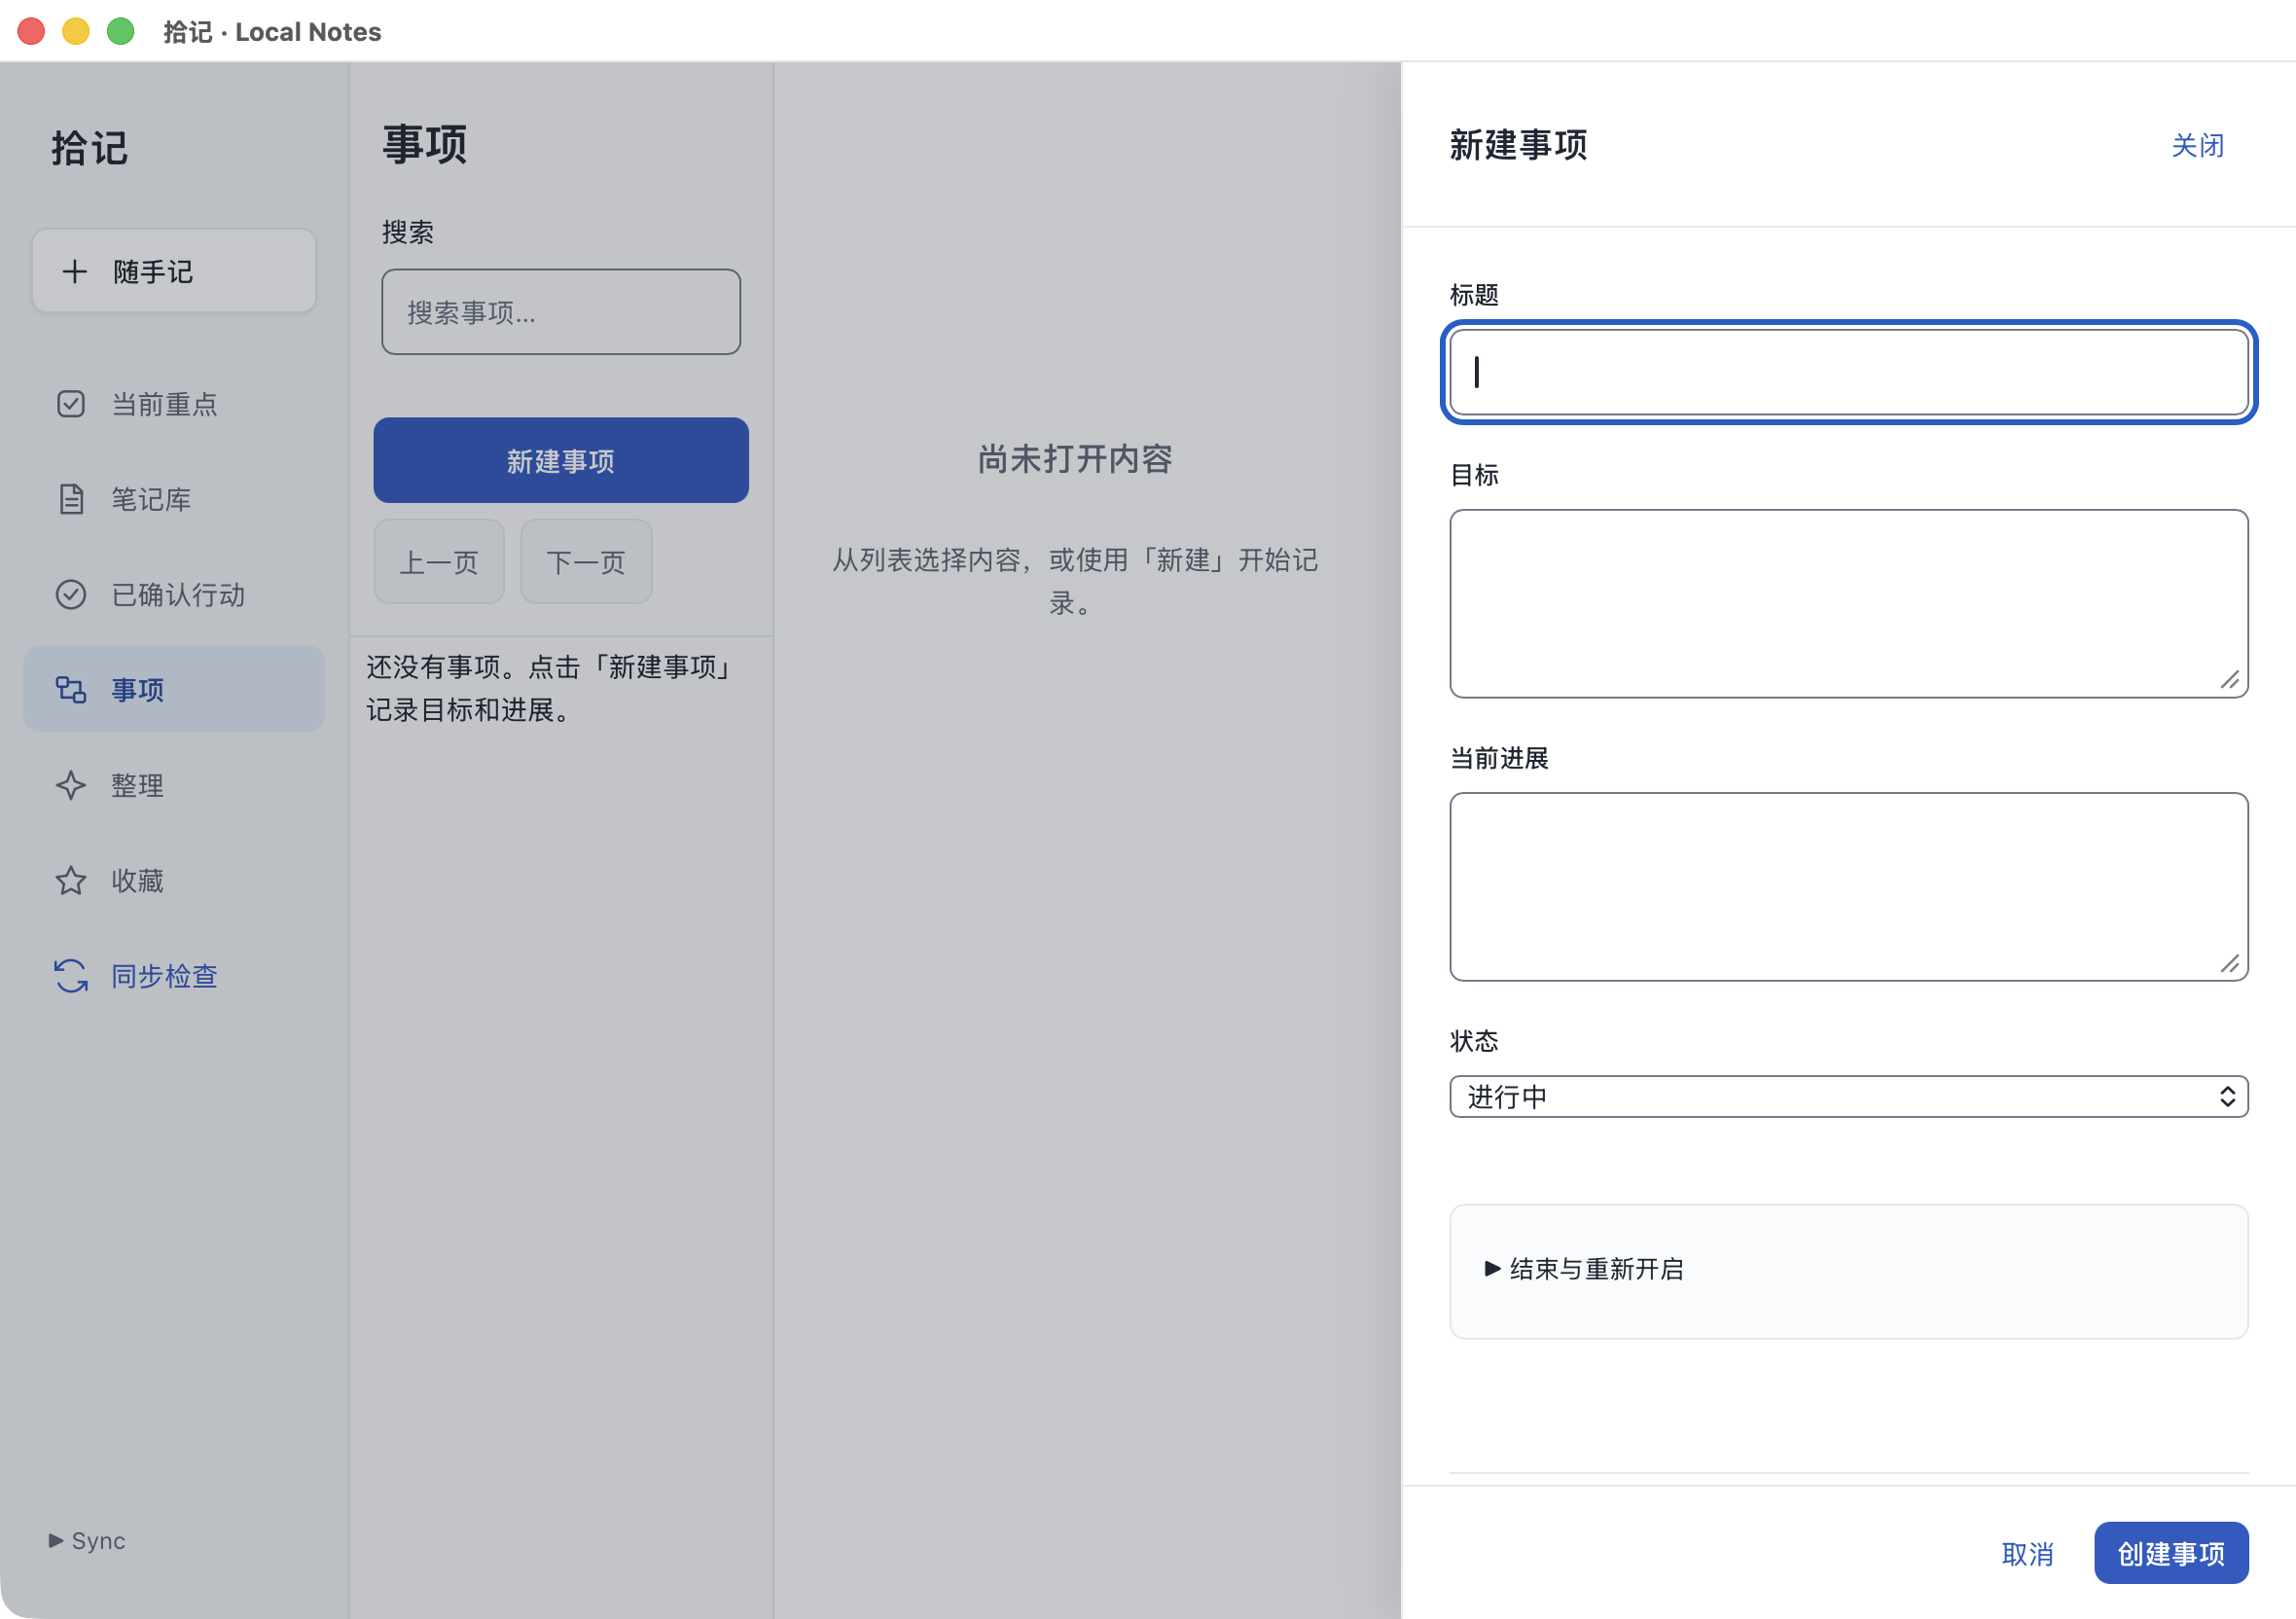 拾记 · Local Notes
拾记
随手记
当前重点
笔记库
已确认行动
事项
整理
收藏
同步检查
Sync
事项
搜索
搜索事项...
新建事项
上一页
下一页
还没有事项。点击「新建事项」
记录目标和进展。
尚未打开内容
从列表选择内容，或使用「新建」开始记
录。
新建事项
关闭
标题
目标
当前进展
状态
进行中
结束与重新开启
取消
创建事项